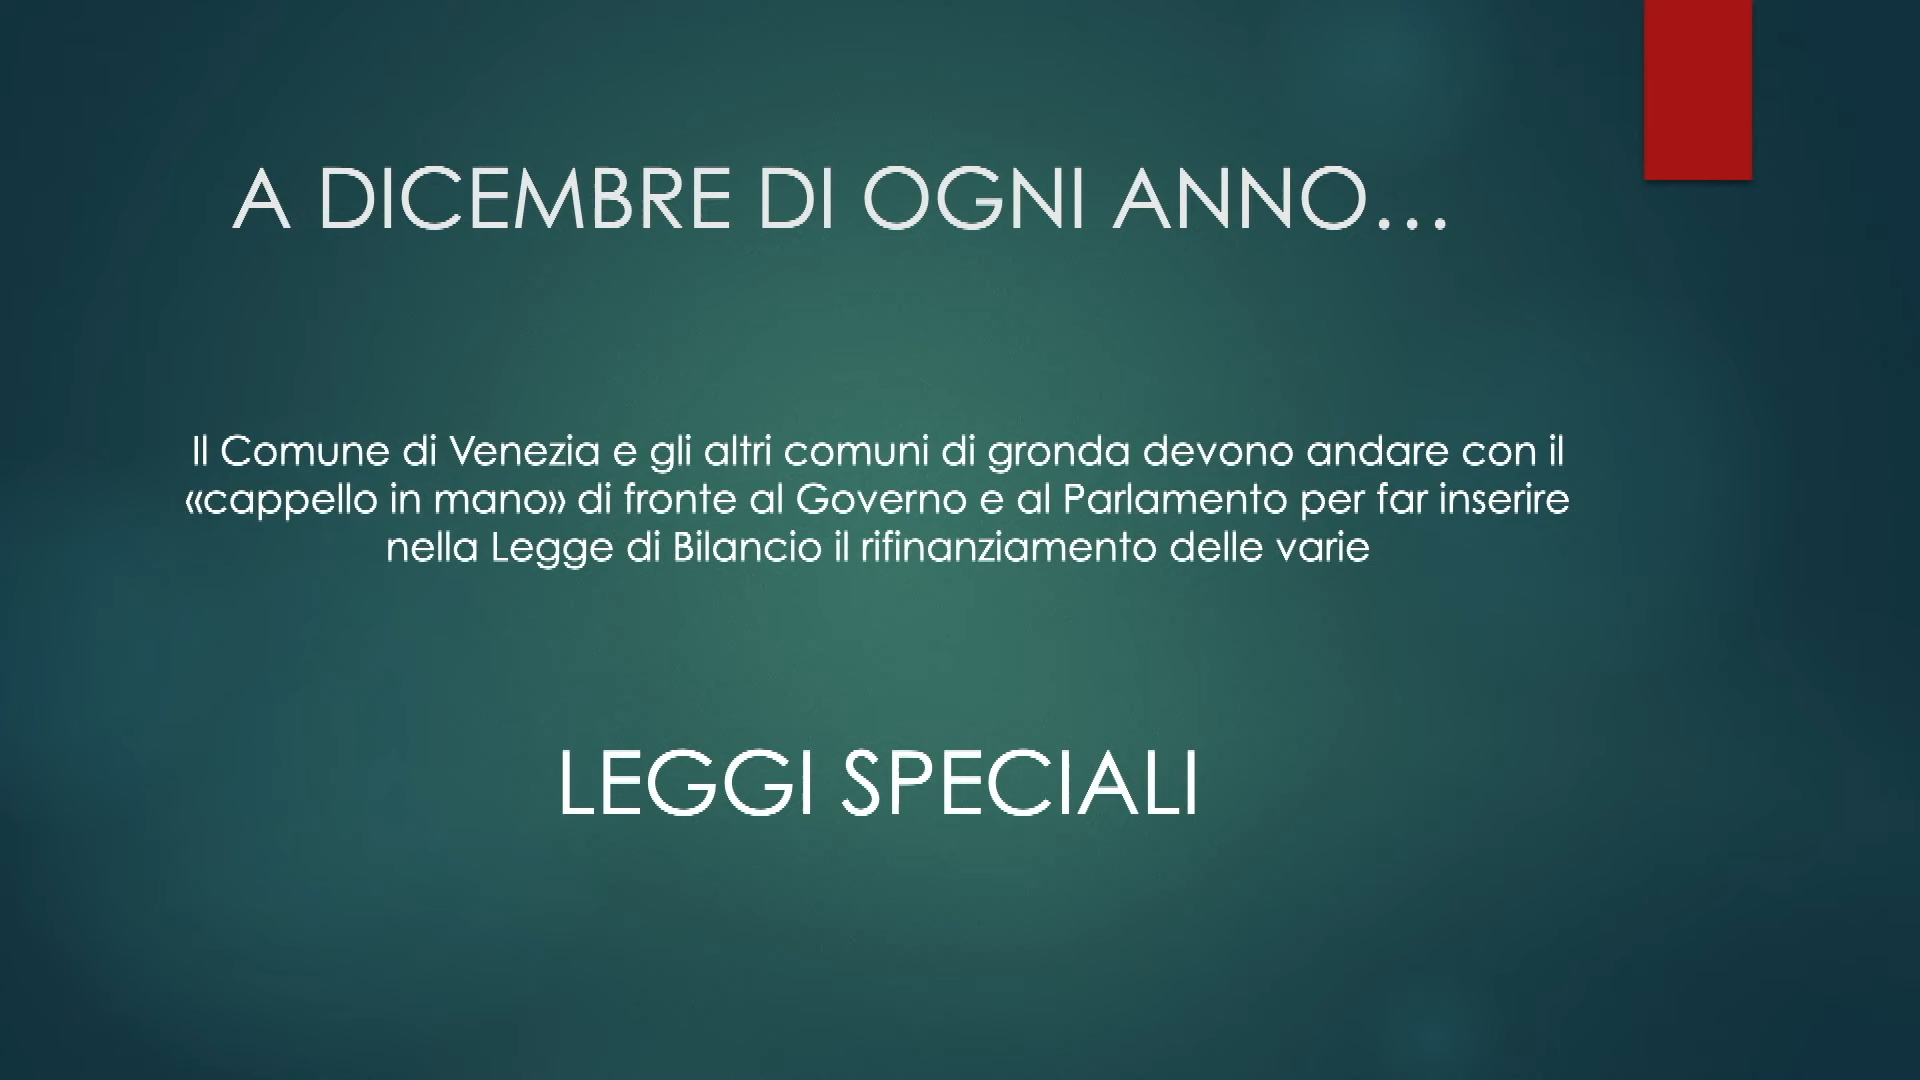 A DICEMBRE DI OGNI ANNO...
Il Comune di Venezia e gli altri comuni di gronda devono andare con il
«cappello in mano» di fronte al Governo e al Parlamento per far inserire
nella Legge di Bilancio il rifinanziamento delle varie
LEGGI SPECIALI